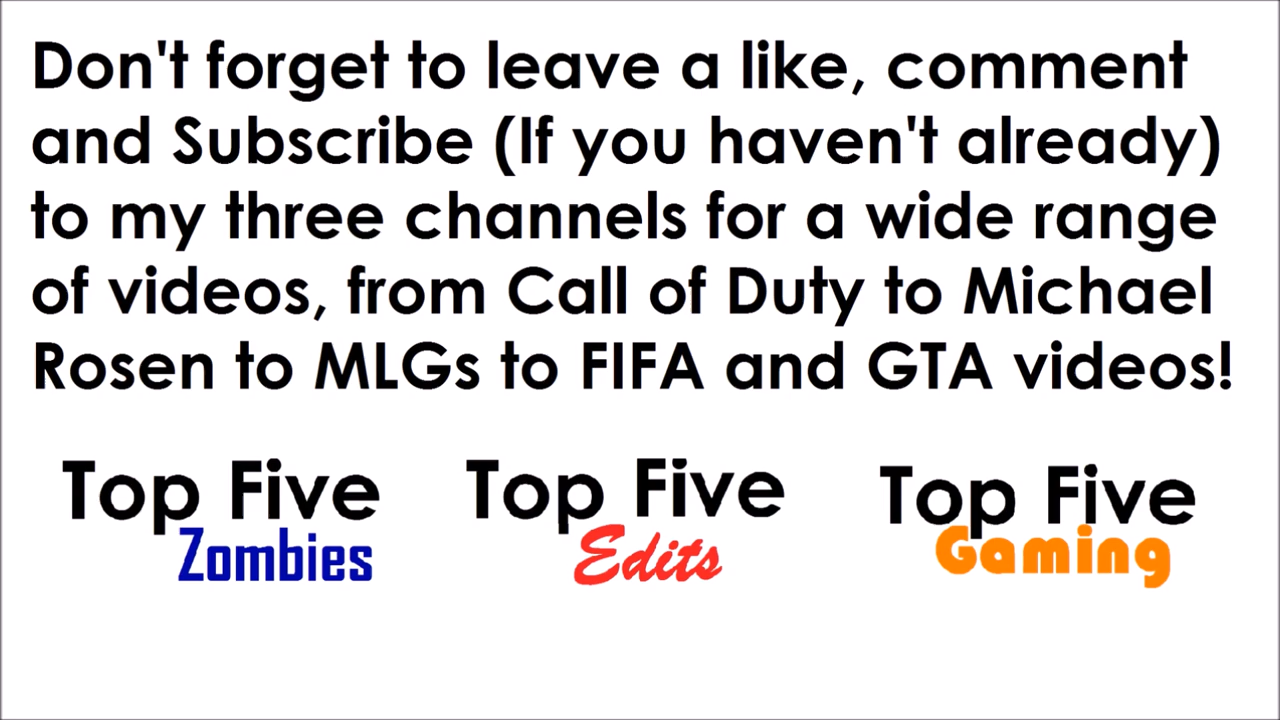 Don't forget to leave a like, comment
and Subscribe (If you haven't already)
to my three channels for a wide range
of videos, from Call of Duty to Michael
Rosen to MLGs to FIFA and GTA videos!
Top Five Top Five Top Five
Zombies Edits Gaming